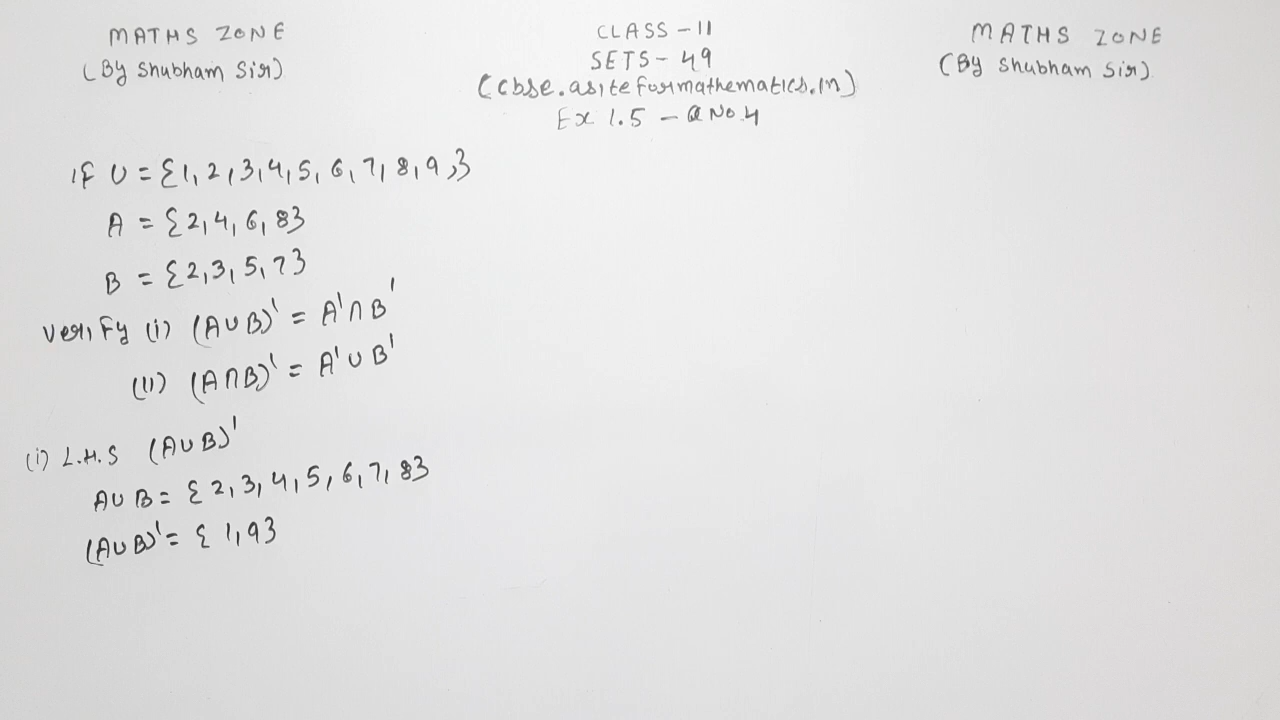 MATHS ZONE
(By Shubham Sir)
CLASS-11
SETS-49
(cbse.asiteformathematics.in)
Ex 1.5 - Q No.4
MATHS ZONE
(By Shubham Sir)
If U = {1, 2, 3, 4, 5, 6, 7, 8, 9, }
A = {2, 4, 6, 8}
B = {2, 3, 5, 7}
Verify (i) (A∪B)' = A'∩B'
(ii) (A∩B)' = A'∪B'
(i) L.H.S (A∪B)'
A∪B = {2, 3, 4, 5, 6, 7, 8}
(A∪B)' = {1, 9}